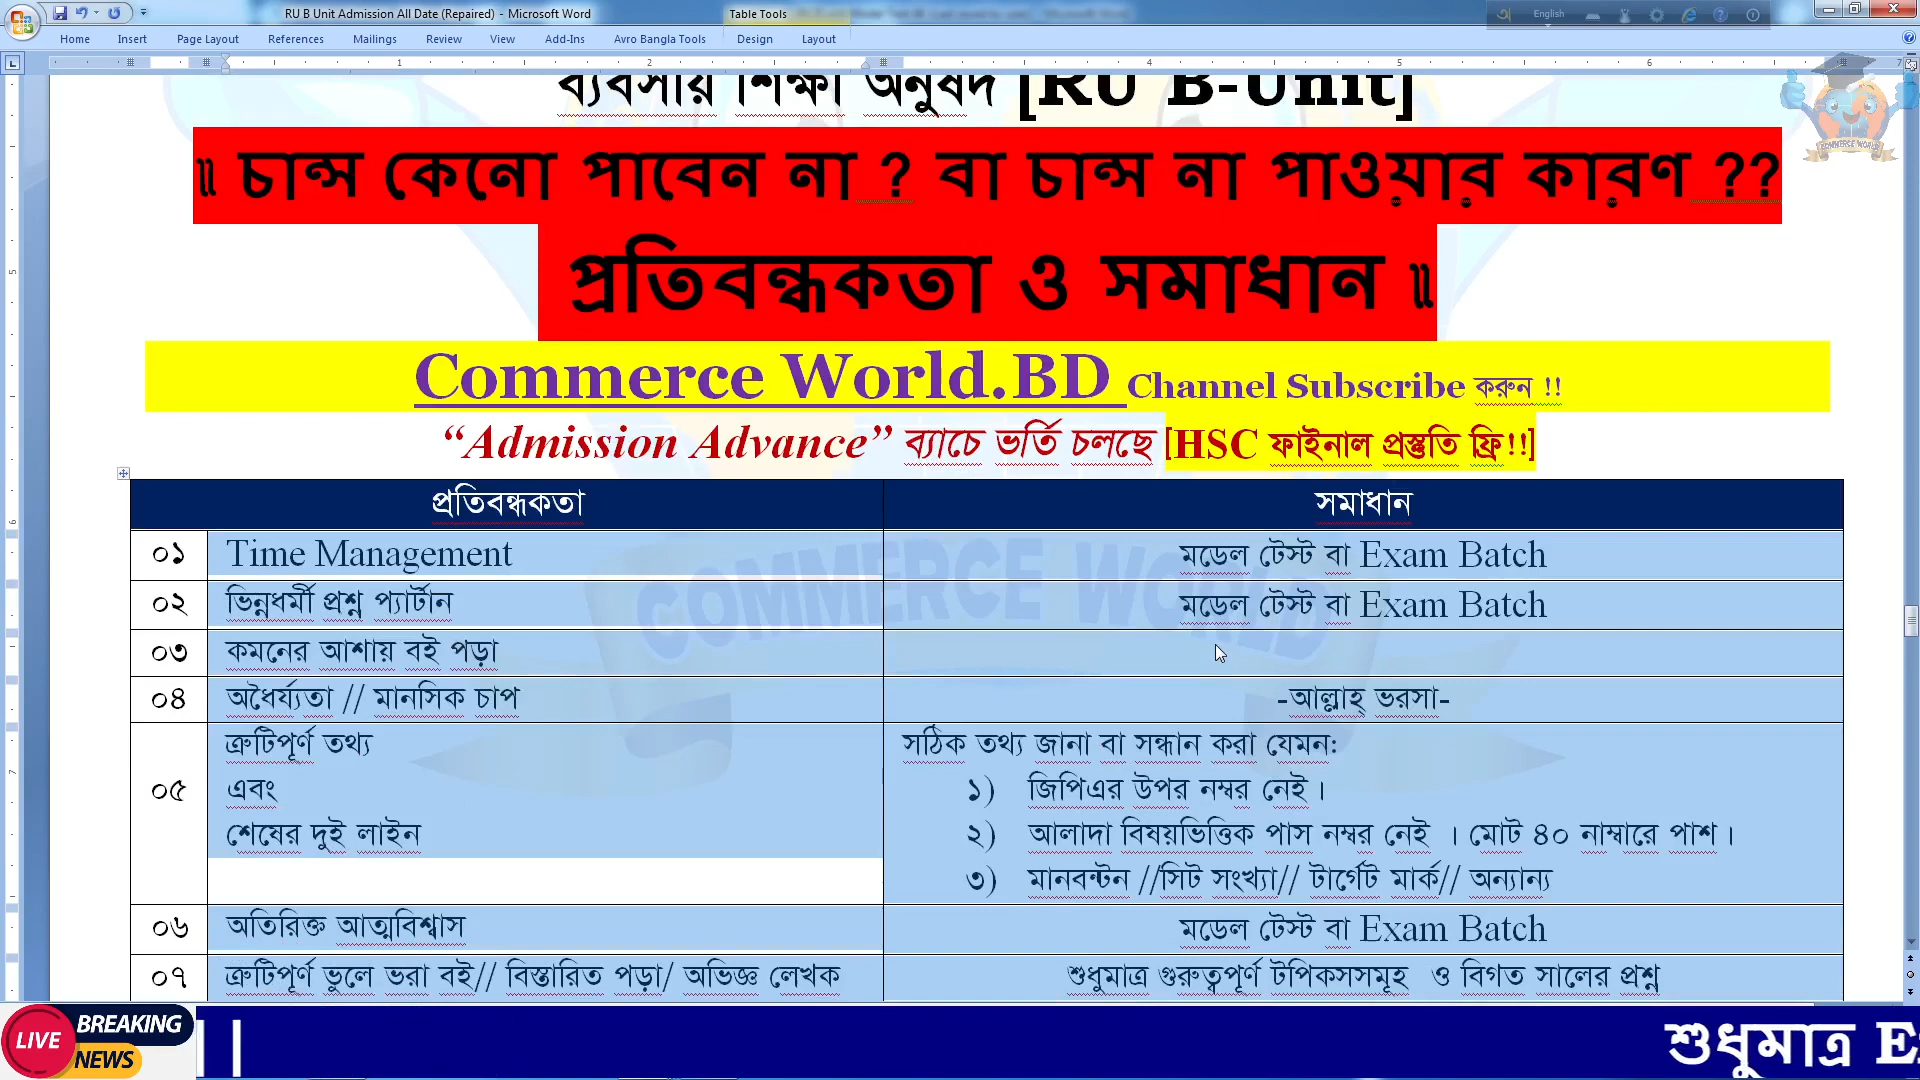 RU B Unit Admission All Date (Repaired) - Microsoft Word
Table Tools
English
Home Insert Page Layout References Mailings Review View Add-Ins Avro Bangla Tools Design Layout
ব্যবসায় শিক্ষা অনুষদ [RU B-Unit]
॥ চান্স কেনো পাবেন না ? বা চান্স না পাওয়ার কারণ ??
প্রতিবন্ধকতা ও সমাধান ॥
Commerce World.BD Channel Subscribe করুন !!
“Admission Advance” ব্যাচে ভর্তি চলছে [HSC ফাইনাল প্রস্তুতি ফ্রি!!]
প্রতিবন্ধকতা সমাধান
০১ Time Management মডেল টেস্ট বা Exam Batch
০২ ভিন্নধর্মী প্রশ্ন প্যার্টান মডেল টেস্ট বা Exam Batch
০৩ কমনের আশায় বই পড়া
০৪ অধৈর্য্যতা // মানসিক চাপ -আল্লাহ্ ভরসা-
০৫ ত্রুটিপূর্ণ তথ্য
এবং
শেষের দুই লাইন
সঠিক তথ্য জানা বা সন্ধান করা যেমন:
১) জিপিএর উপর নম্বর নেই।
২) আলাদা বিষয়ভিত্তিক পাস নম্বর নেই । মোট ৪০ নাম্বারে পাশ।
৩) মানবন্টন //সিট সংখ্যা// টার্গেট মার্ক// অন্যান্য
০৬ অতিরিক্ত আত্মবিশ্বাস মডেল টেস্ট বা Exam Batch
০৭ ত্রুটিপূর্ণ ভুলে ভরা বই// বিস্তারিত পড়া/ অভিজ্ঞ লেখক শুধুমাত্র গুরুত্বপূর্ণ টপিকসসমূহ ও বিগত সালের প্রশ্ন
COMMERCE WORLD
COMMERCE WORLD
LIVE BREAKING NEWS
শুধুমাত্র